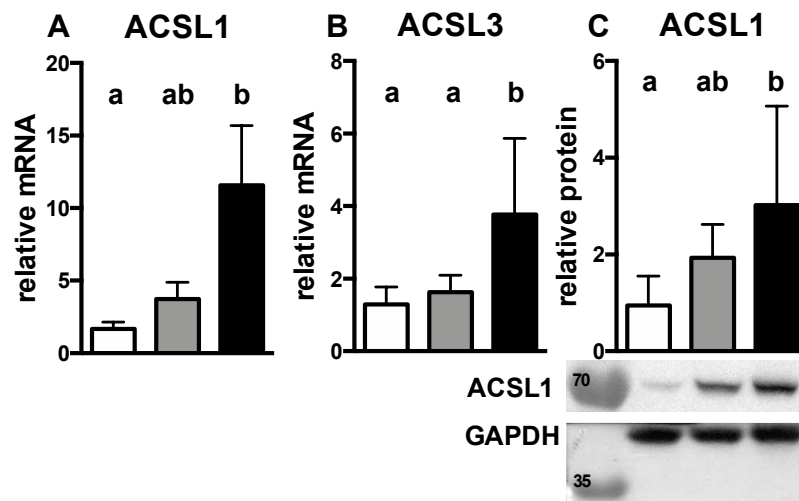 A ACSL1
relative mRNA
20
15
10
5
0
a ab b
B ACSL3
relative mRNA
8
6
4
2
0
a a b
C ACSL1
relative protein
6
4
2
0
a ab b
ACSL1
70
GAPDH
35